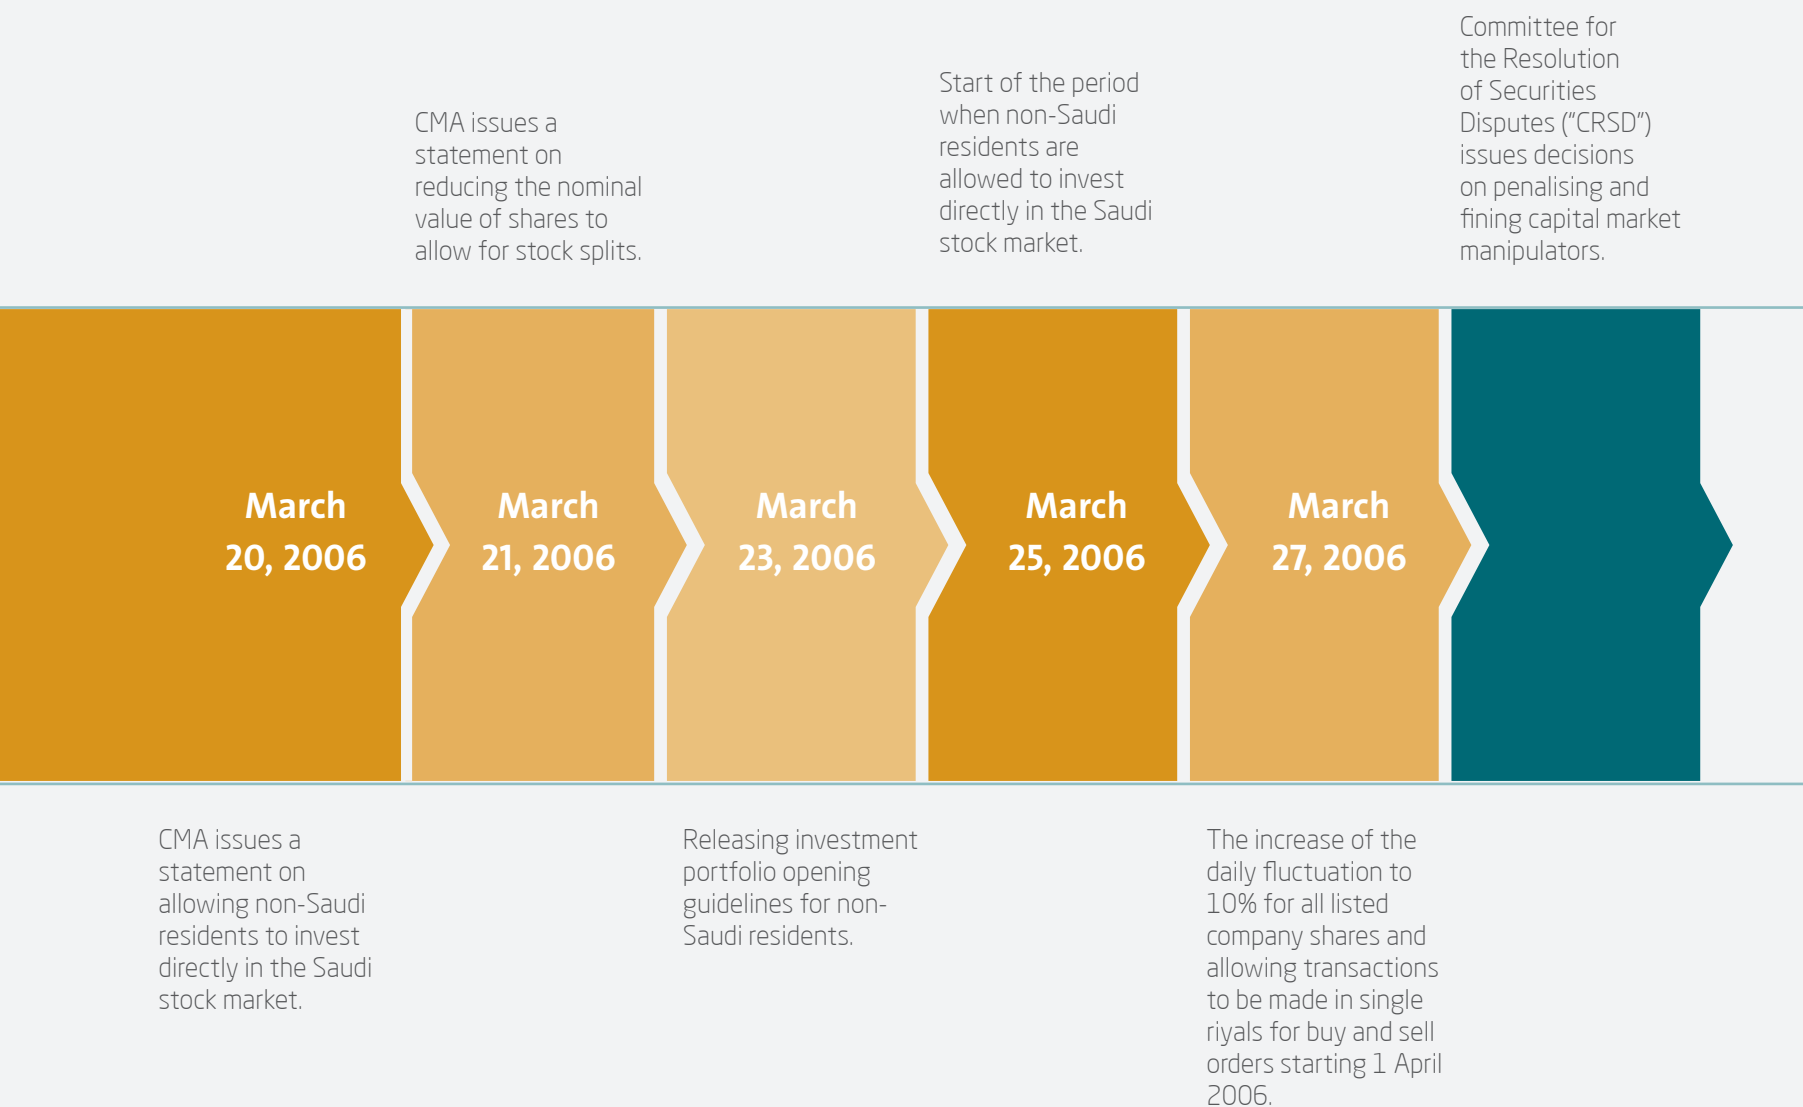 Committee for
the Resolution
of Securities
Disputes (“CRSD”)
issues decisions
on penalising and
fining capital market
manipulators.
Start of the period
when non-Saudi
residents are
allowed to invest
directly in the Saudi
stock market.
CMA issues a
statement on
reducing the nominal
value of shares to
allow for stock splits.
March
20, 2006
March
21, 2006
March
23, 2006
March
25, 2006
March
27, 2006
CMA issues a
statement on
allowing non-Saudi
residents to invest
directly in the Saudi
stock market.
Releasing investment
portfolio opening
guidelines for non-
Saudi residents.
The increase of the
daily fluctuation to
10% for all listed
company shares and
allowing transactions
to be made in single
riyals for buy and sell
orders starting 1 April
2006.